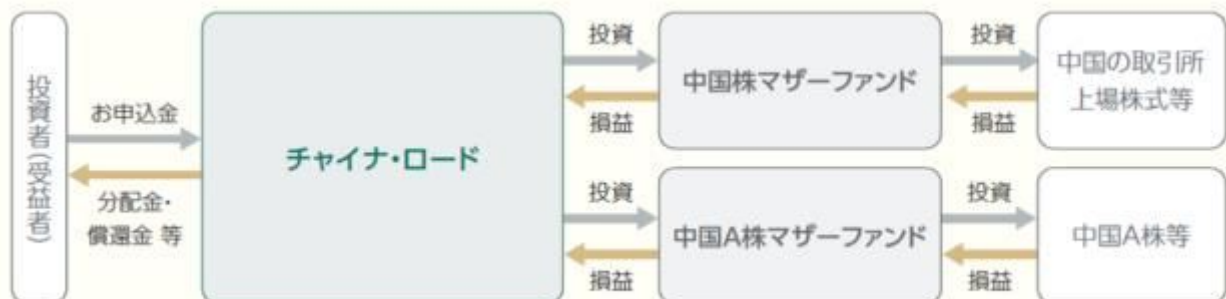 投資者(受益者)
お申込金
分配金・
償還金 等
チャイナ・ロード
投資
損益
中国株マザーファンド
投資
損益
中国の取引所
上場株式等
投資
損益
中国A株マザーファンド
投資
損益
中国A株等